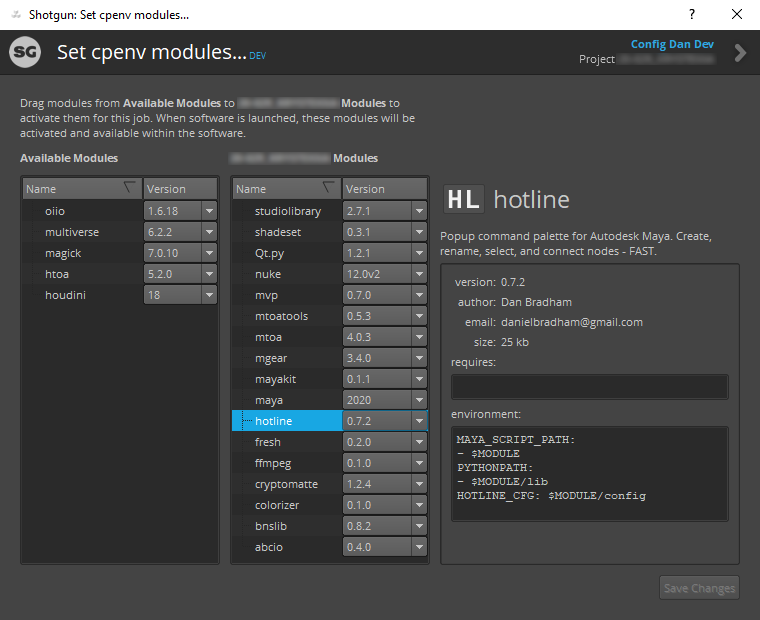 Shotgun: Set cpenv modules...
SG
Set cpenv modules... DEV
Config Dan Dev
Project
Drag modules from Available Modules to Modules to
activate them for this job. When software is launched, these modules will be
activated and available within the software.
Available Modules
Name Version
oiio 1.6.18
multiverse 6.2.2
magick 7.0.10
htoa 5.2.0
houdini 18
Modules
Name Version
studiolibrary 2.7.1
shadeset 0.3.1
Qt.py 1.2.1
nuke 12.0v2
mvp 0.7.0
mtoatools 0.5.3
mtoa 4.0.3
mgear 3.4.0
mayakit 0.1.1
maya 2020
hotline 0.7.2
fresh 0.2.0
ffmpeg 0.1.0
cryptomatte 1.2.4
colorizer 0.1.0
bnslib 0.8.2
abcio 0.4.0
HL hotline
Popup command palette for Autodesk Maya. Create,
rename, select, and connect nodes - FAST.
version: 0.7.2
author: Dan Bradham
email: danielbradham@gmail.com
size: 25 kb
requires:
environment:
MAYA_SCRIPT_PATH:
- $MODULE
PYTHONPATH:
- $MODULE/lib
HOTLINE_CFG: $MODULE/config
Save Changes